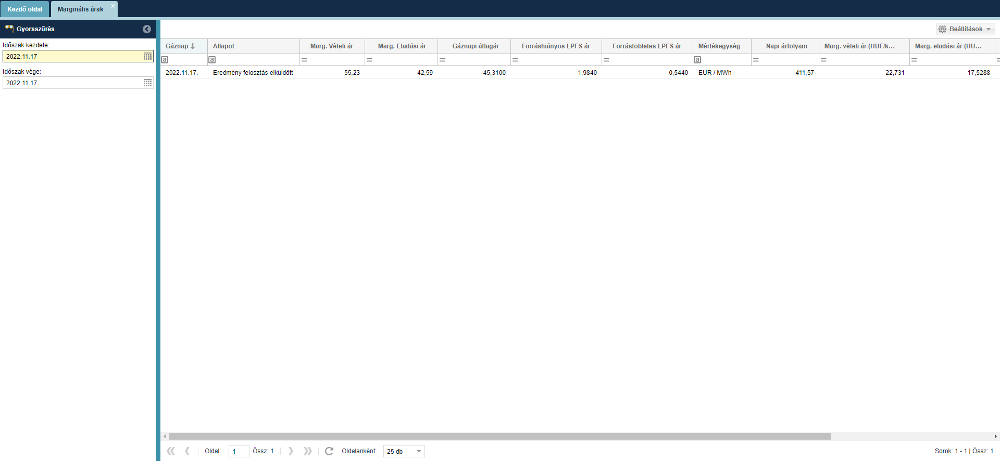 Kezdő oldal
Marginális árak
Gyorsszűrés
Időszak kezdete:
2022.11.17
Időszak vége:
2022.11.17
Beállítások
Gáznap Állapot Marg. Vételi ár Marg. Eladási ár Gáznapi átlagár Forráshiányos LPFS ár Forrástöbletes LPFS ár Mértékegység Napi árfolyam Marg. vételi ár (HUF/k... Marg. eladási ár (HU...
2022.11.17. Eredmény felosztás elküldött 55,23 42,59 45,3100 1,9840 0,5440 EUR / MWh 411,57 22,731 17,5288
Oldal: 1 Össz: 1 Oldalanként: 25 db Sorok: 1 - 1 | Össz: 1